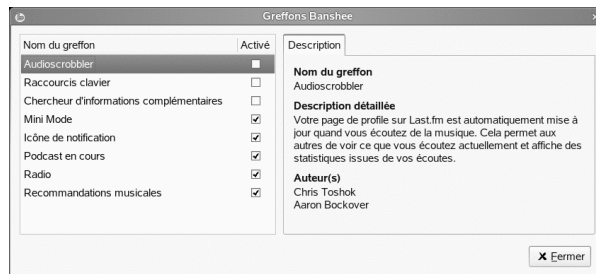 Greffons Banshee
Nom du greffon
Activé
Audioscrobbler
Raccourcis clavier
Chercheur d'informations complémentaires
Mini Mode
Icône de notification
Podcast en cours
Radio
Recommandations musicales
Description
Nom du greffon
Audioscrobbler
Description détaillée
Votre page de profile sur Last.fm est automatiquement mise à
jour quand vous écoutez de la musique. Cela permet aux
autres de voir ce que vous écoutez actuellement et affiche des
statistiques issues de vos écoutes.
Auteur(s)
Chris Toshok
Aaron Bockover
Fermer